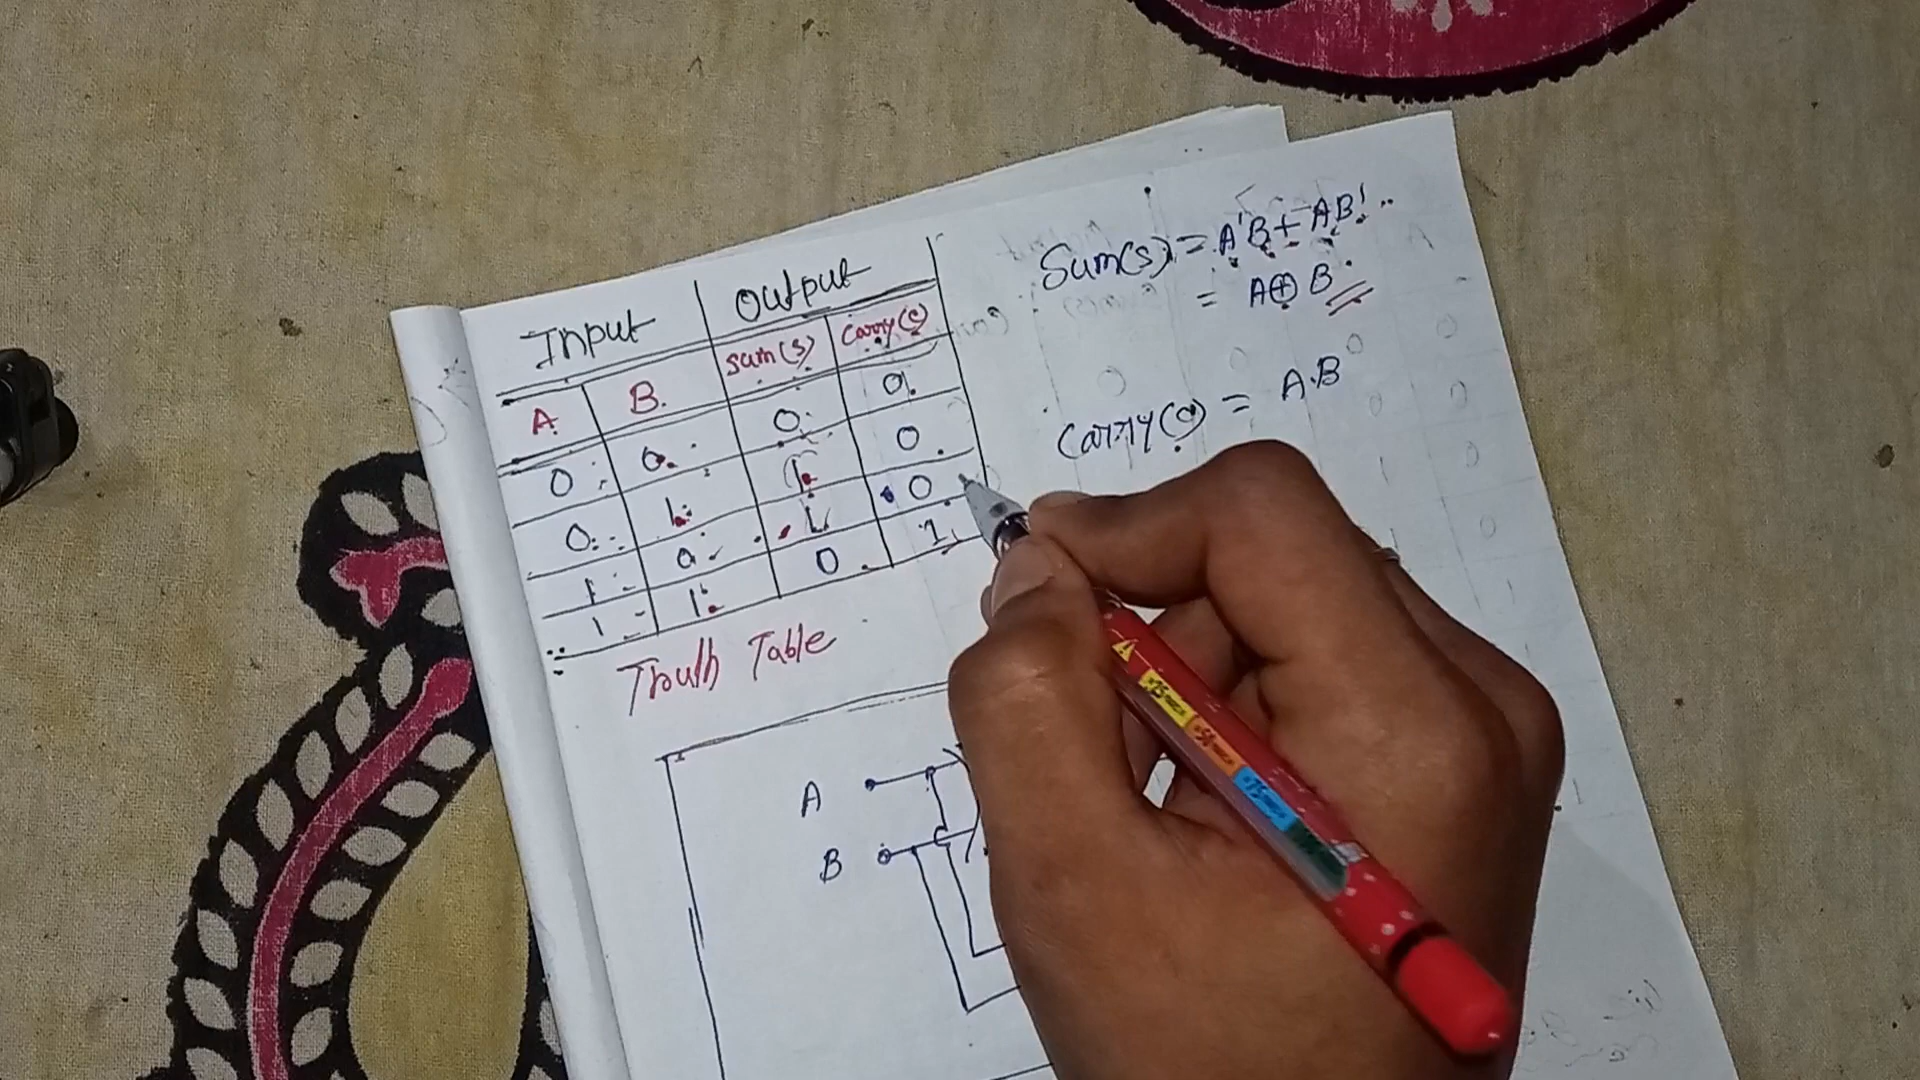 Input Output
A B. Sum(s) Carry(c)
0 0 0 0
0 1 1 0
1 0 1 0
1 1 0 1
Truth Table
Sum(s) = A'B + AB'
= A⊕B
Carry(c) = A.B
A
B